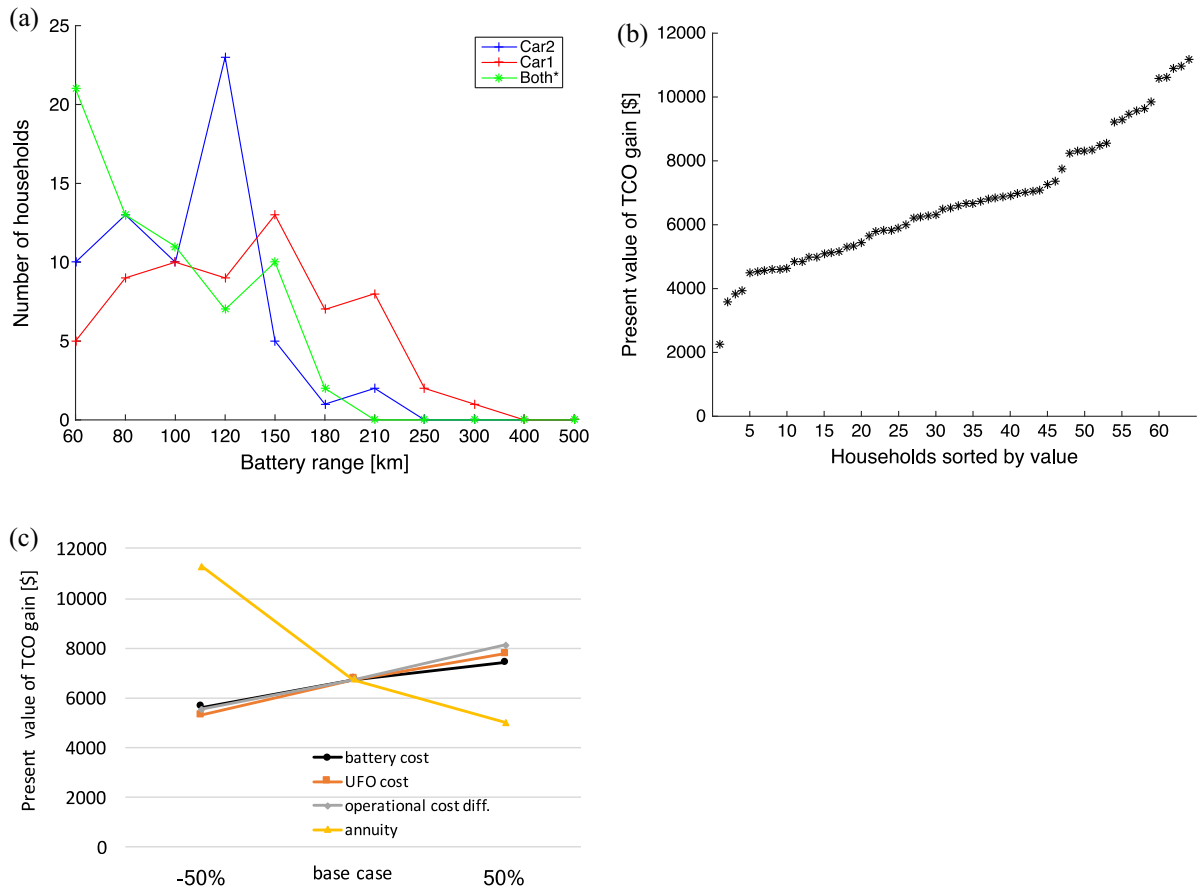 (a)
25
20
15
10
5
0
Number of households
60 80 100 120 150 180 210 250 300 400 500
Battery range [km]
Car2
Car1
Both*
(b)
12000
10000
8000
6000
4000
2000
0
Present value of TCO gain [$]
5 10 15 20 25 30 35 40 45 50 55 60
Households sorted by value
(c)
12000
10000
8000
6000
4000
2000
0
Present value of TCO gain [$]
battery cost
UFO cost
operational cost diff.
annuity
-50% base case 50%